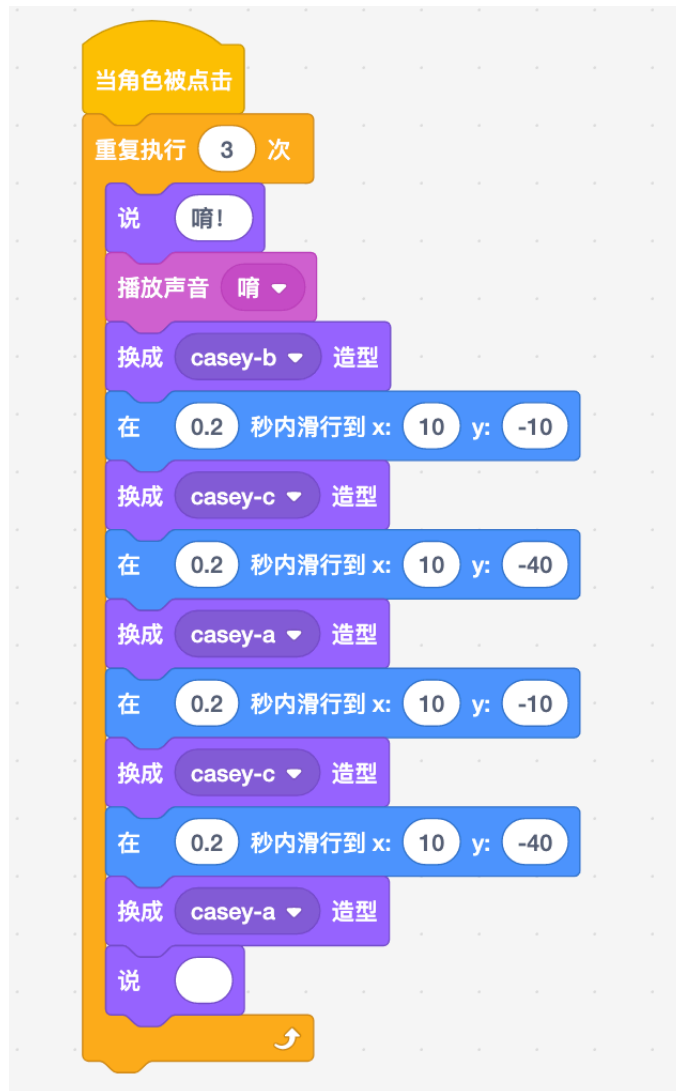 当角色被点击
重复执行 3 次
说 唷!
播放声音 唷
换成 casey-b 造型
在 0.2 秒内滑行到 x: 10 y: -10
换成 casey-c 造型
在 0.2 秒内滑行到 x: 10 y: -40
换成 casey-a 造型
在 0.2 秒内滑行到 x: 10 y: -10
换成 casey-c 造型
在 0.2 秒内滑行到 x: 10 y: -40
换成 casey-a 造型
说